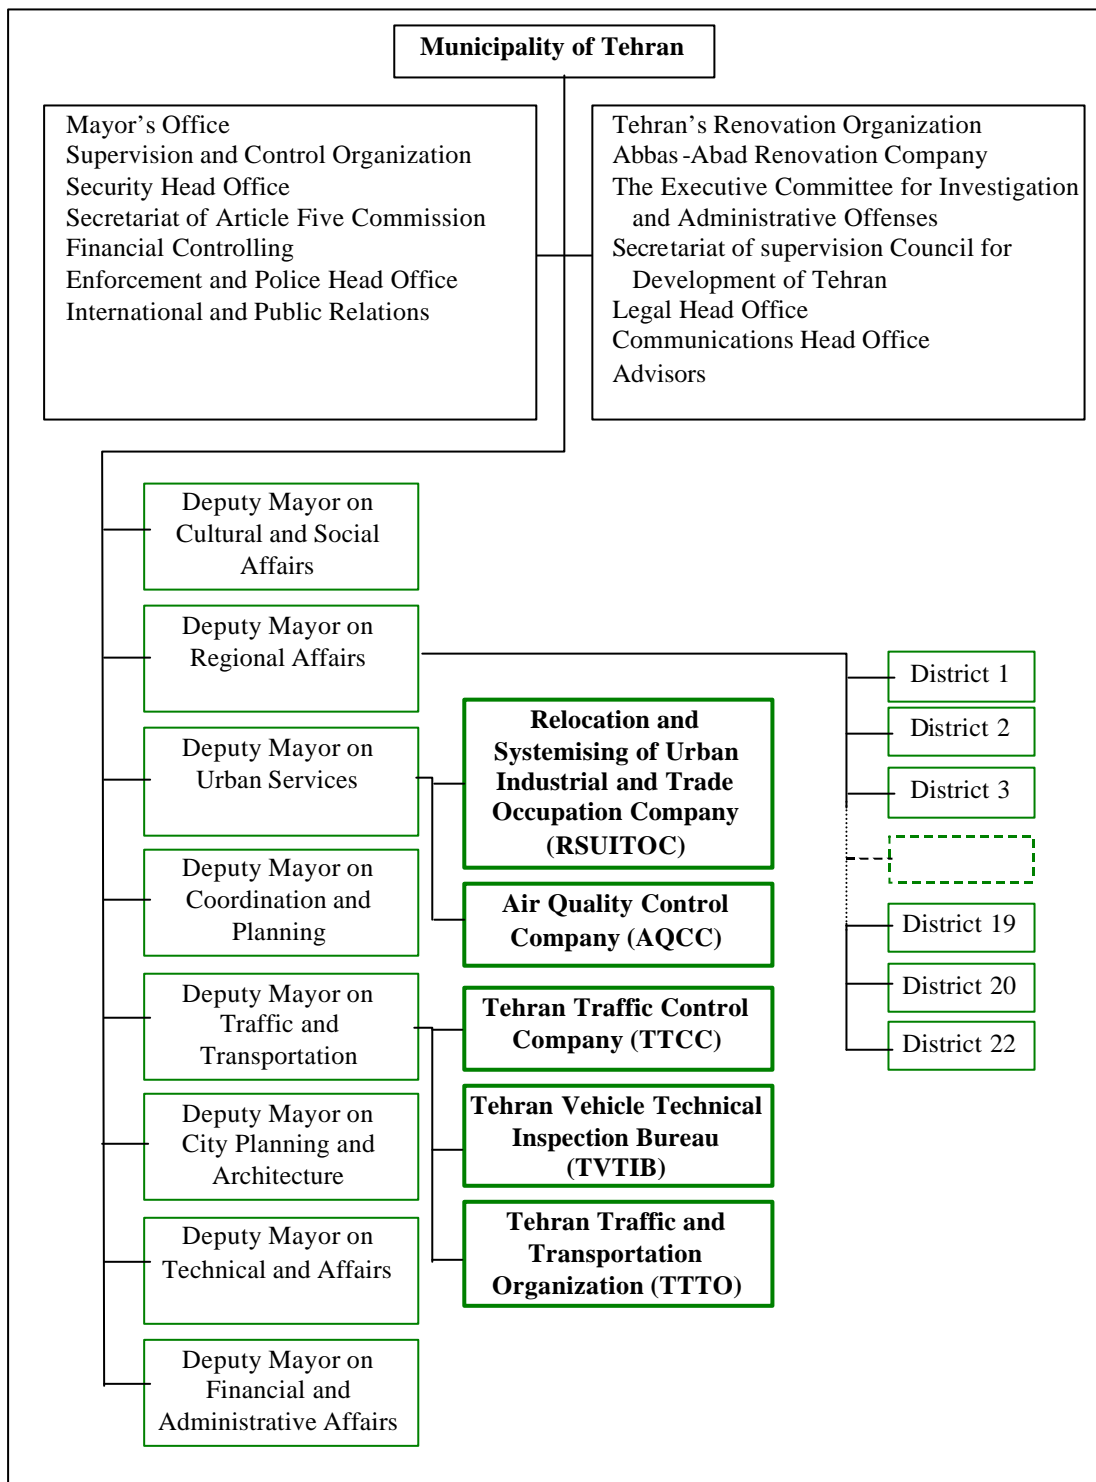 Municipality of Tehran
Mayor’s Office
Supervision and Control Organization
Security Head Office
Secretariat of Article Five Commission
Financial Controlling
Enforcement and Police Head Office
International and Public Relations
Tehran’s Renovation Organization
Abbas-Abad Renovation Company
The Executive Committee for Investigation
and Administrative Offenses
Secretariat of supervision Council for
Development of Tehran
Legal Head Office
Communications Head Office
Advisors
Deputy Mayor on
Cultural and Social
Affairs
Deputy Mayor on
Regional Affairs
Deputy Mayor on
Urban Services
Deputy Mayor on
Coordination and
Planning
Deputy Mayor on
Traffic and
Transportation
Deputy Mayor on
City Planning and
Architecture
Deputy Mayor on
Technical and Affairs
Deputy Mayor on
Financial and
Administrative Affairs
Relocation and
Systemising of Urban
Industrial and Trade
Occupation Company
(RSUITOC)
Air Quality Control
Company (AQCC)
Tehran Traffic Control
Company (TTCC)
Tehran Vehicle Technical
Inspection Bureau
(TVTIB)
Tehran Traffic and
Transportation
Organization (TTTO)
District 1
District 2
District 3
District 19
District 20
District 22